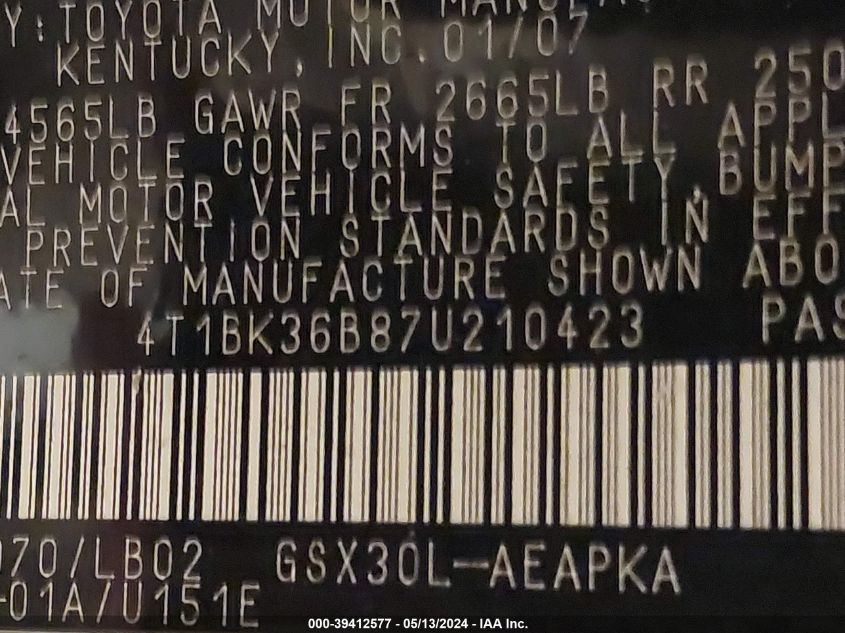 Y:TOYOTA MOTOR
KENTUCKY, INC. 01/07
4565LB GAWR FR 2665LB RR 250
VEHICLE CONFORMS TO ALL APPL
AL MOTOR VEHICLE SAFETY, BUMP
PREVENTION STANDARDS IN EFF
ATE OF MANUFACTURE SHOWN ABO
4T1BK36B87U210423 PAS
070/LB02 GSX30L-AEAPKA
-01A/U151E
000-39412577 - 05/13/2024 - IAA Inc.